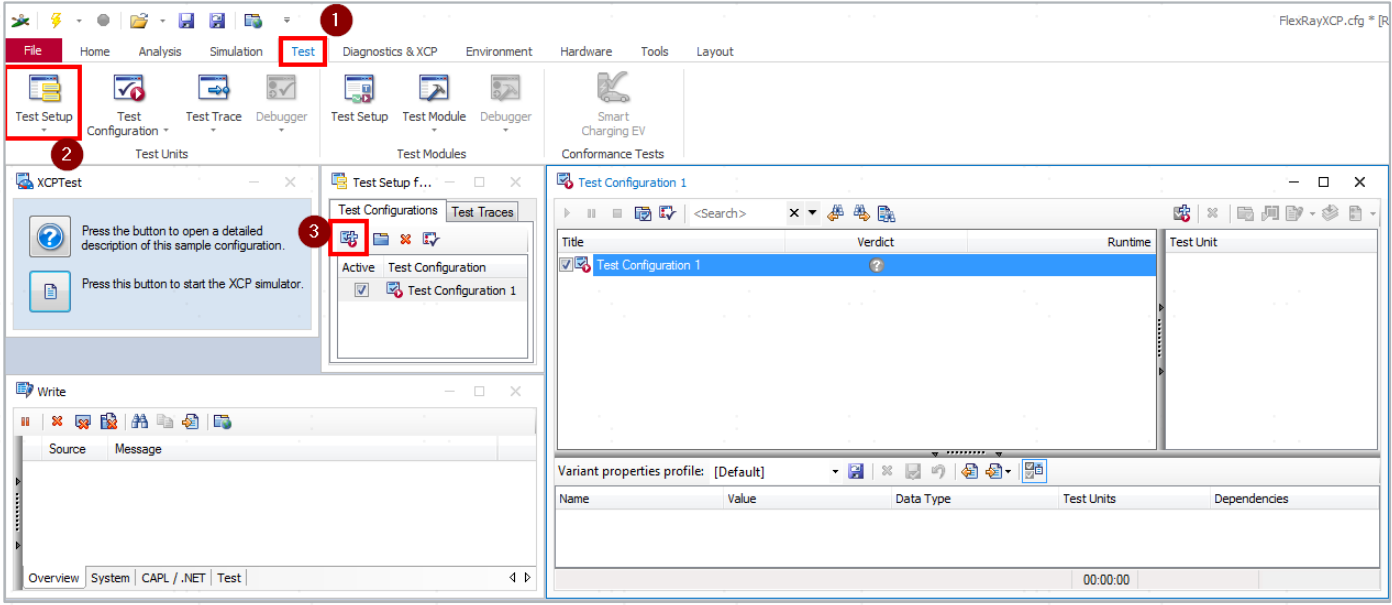 1
FlexRayXCP.cfg * [R
File Home Analysis Simulation Test Diagnostics & XCP Environment Hardware Tools Layout
Test Setup
Test Configuration
Test Trace
Debugger
Test Setup
Test Module
Debugger
Smart Charging EV
2
Test Units
Test Modules
Conformance Tests
XCPTest
Press the button to open a detailed
description of this sample configuration.
Press this button to start the XCP simulator.
Test Setup f...
Test Configurations Test Traces
3
Active Test Configuration
Test Configuration 1
Test Configuration 1
<Search>
Title Verdict Runtime Test Unit
Test Configuration 1
Write
Source Message
Overview System CAPL / .NET Test
Variant properties profile: [Default]
Name Value Data Type Test Units Dependencies
00:00:00